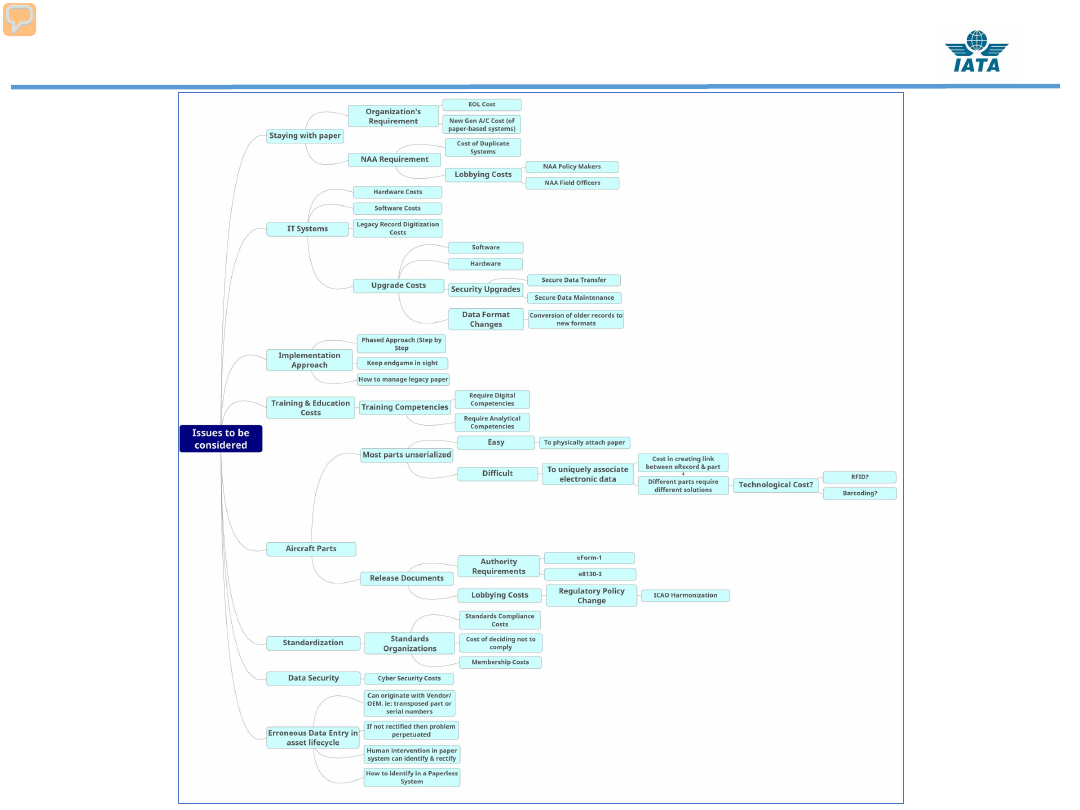 IATA
Organization's
Requirement
EOL Cost
New Gen A/C Cost (of
paper-based systems)
Staying with paper
NAA Requirement
Cost of Duplicate
Systems
Lobbying Costs
NAA Policy Makers
NAA Field Officers
Hardware Costs
Software Costs
IT Systems
Legacy Record Digitization
Costs
Upgrade Costs
Software
Hardware
Security Upgrades
Secure Data Transfer
Secure Data Maintenance
Data Format
Changes
Conversion of older records to
new formats
Implementation
Approach
Phased Approach (Step by
Step
Keep endgame in sight
How to manage legacy paper
Training & Education
Costs
Training Competencies
Require Digital
Competencies
Require Analytical
Competencies
Issues to be
considered
Most parts unserialized
Easy
To physically attach paper
Difficult
To uniquely associate
electronic data
Cost in creating link
between eRecord & part
Different parts require
different solutions
Technological Cost?
RFID?
Barcoding?
Aircraft Parts
Release Documents
Authority
Requirements
eForm-1
e8130-3
Lobbying Costs
Regulatory Policy
Change
ICAO Harmonization
Standardization
Standards
Organizations
Standards Compliance
Costs
Cost of deciding not to
comply
Membership Costs
Data Security
Cyber Security Costs
Erroneous Data Entry in
asset lifecycle
Can originate with Vendor/
OEM. ie: transposed part or
serial numbers
If not rectified then problem
perpetuated
Human intervention in paper
system can identify & rectify
How to identify in a Paperless
System